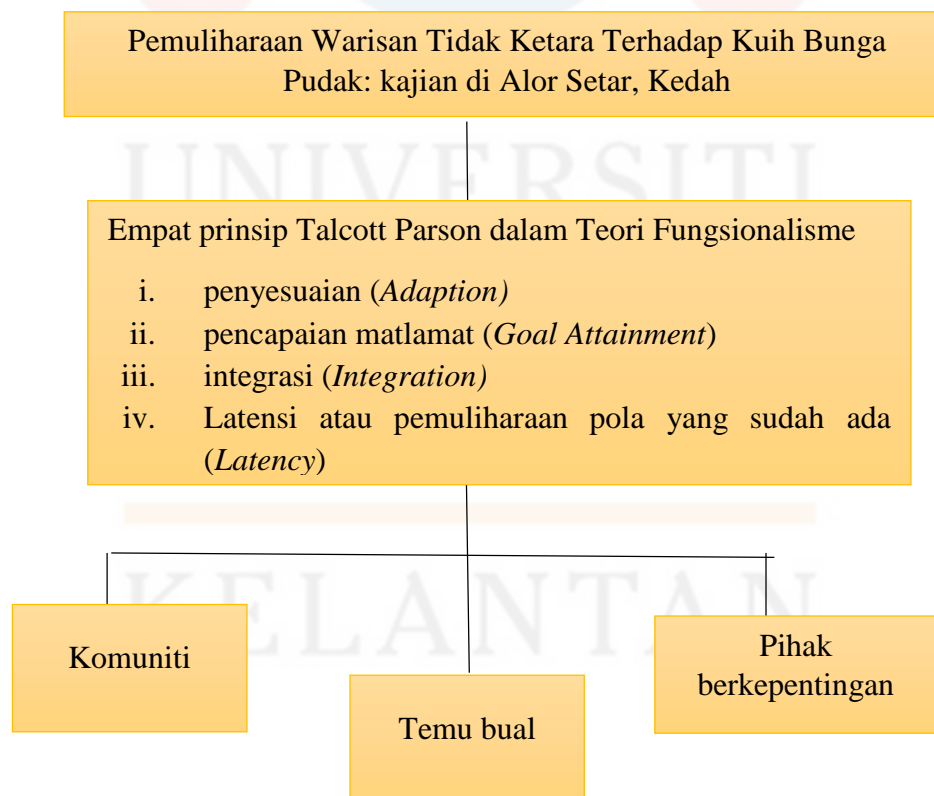 Pemuliharaan Warisan Tidak Ketara Terhadap Kuih Bunga
Pudak: kajian di Alor Setar, Kedah
UNIVERSITI
Empat prinsip Talcott Parson dalam Teori Fungsionalisme
i. penyesuaian (Adaption)
ii. pencapaian matlamat (Goal Attainment)
iii. integrasi (Integration)
iv. Latensi atau pemuliharaan pola yang sudah ada
(Latency)
KELANTAN
Komuniti
Temu bual
Pihak
berkepentingan